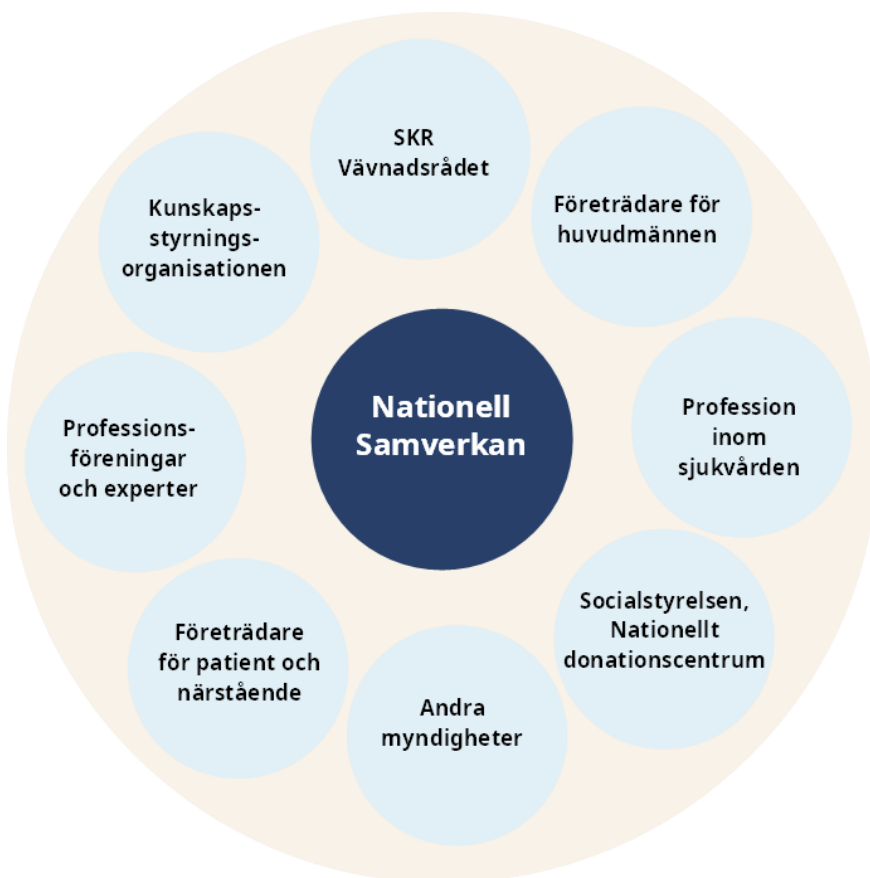 SKR
Vävnadsrådet
Företrädare för
huvudmännen
Kunskaps-
styrnings-
organisationen
Nationell
Samverkan
Profession
inom
sjukvården
Professions-
föreningar
och experter
Socialstyrelsen,
Nationellt
donationscentrum
Företrädare
för patient och
närstående
Andra
myndigheter